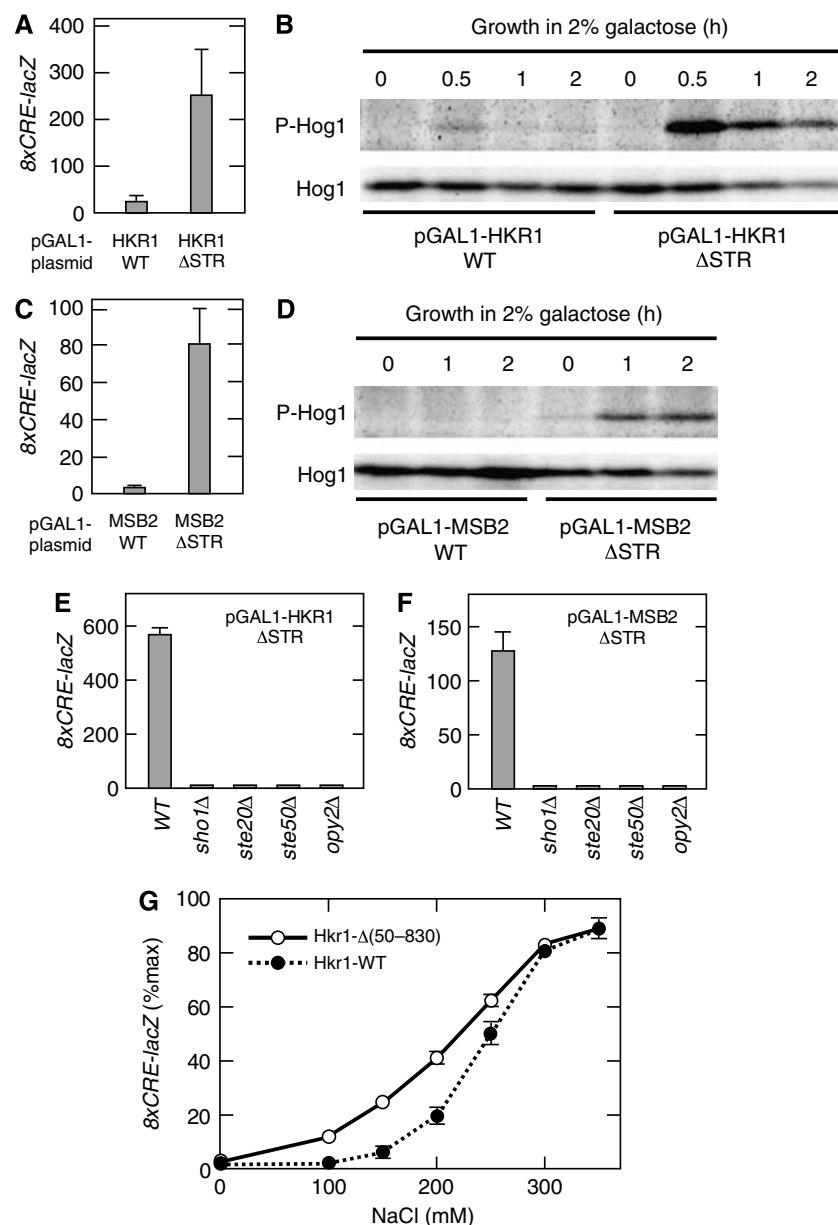 A
400
300
200
100
0
8xCRE-lacZ
pGAL1-
plasmid
HKR1
WT
HKR1
ΔSTR
B
Growth in 2% galactose (h)
0 0.5 1 2 0 0.5 1 2
P-Hog1
Hog1
pGAL1-HKR1
WT
pGAL1-HKR1
ΔSTR
C
100
80
60
40
20
0
8xCRE-lacZ
pGAL1-
plasmid
MSB2
WT
MSB2
ΔSTR
D
Growth in 2% galactose (h)
0 1 2 0 1 2
P-Hog1
Hog1
pGAL1-MSB2
WT
pGAL1-MSB2
ΔSTR
E
pGAL1-HKR1
ΔSTR
600
400
200
0
8xCRE-lacZ
WT
sho1Δ
ste20Δ
ste50Δ
opy2Δ
F
pGAL1-MSB2
ΔSTR
150
100
50
0
8xCRE-lacZ
WT
sho1Δ
ste20Δ
ste50Δ
opy2Δ
G
100
80
60
40
20
0
8xCRE-lacZ (%max)
Hkr1-Δ(50–830)
Hkr1-WT
0 100 200 300
NaCl (mM)